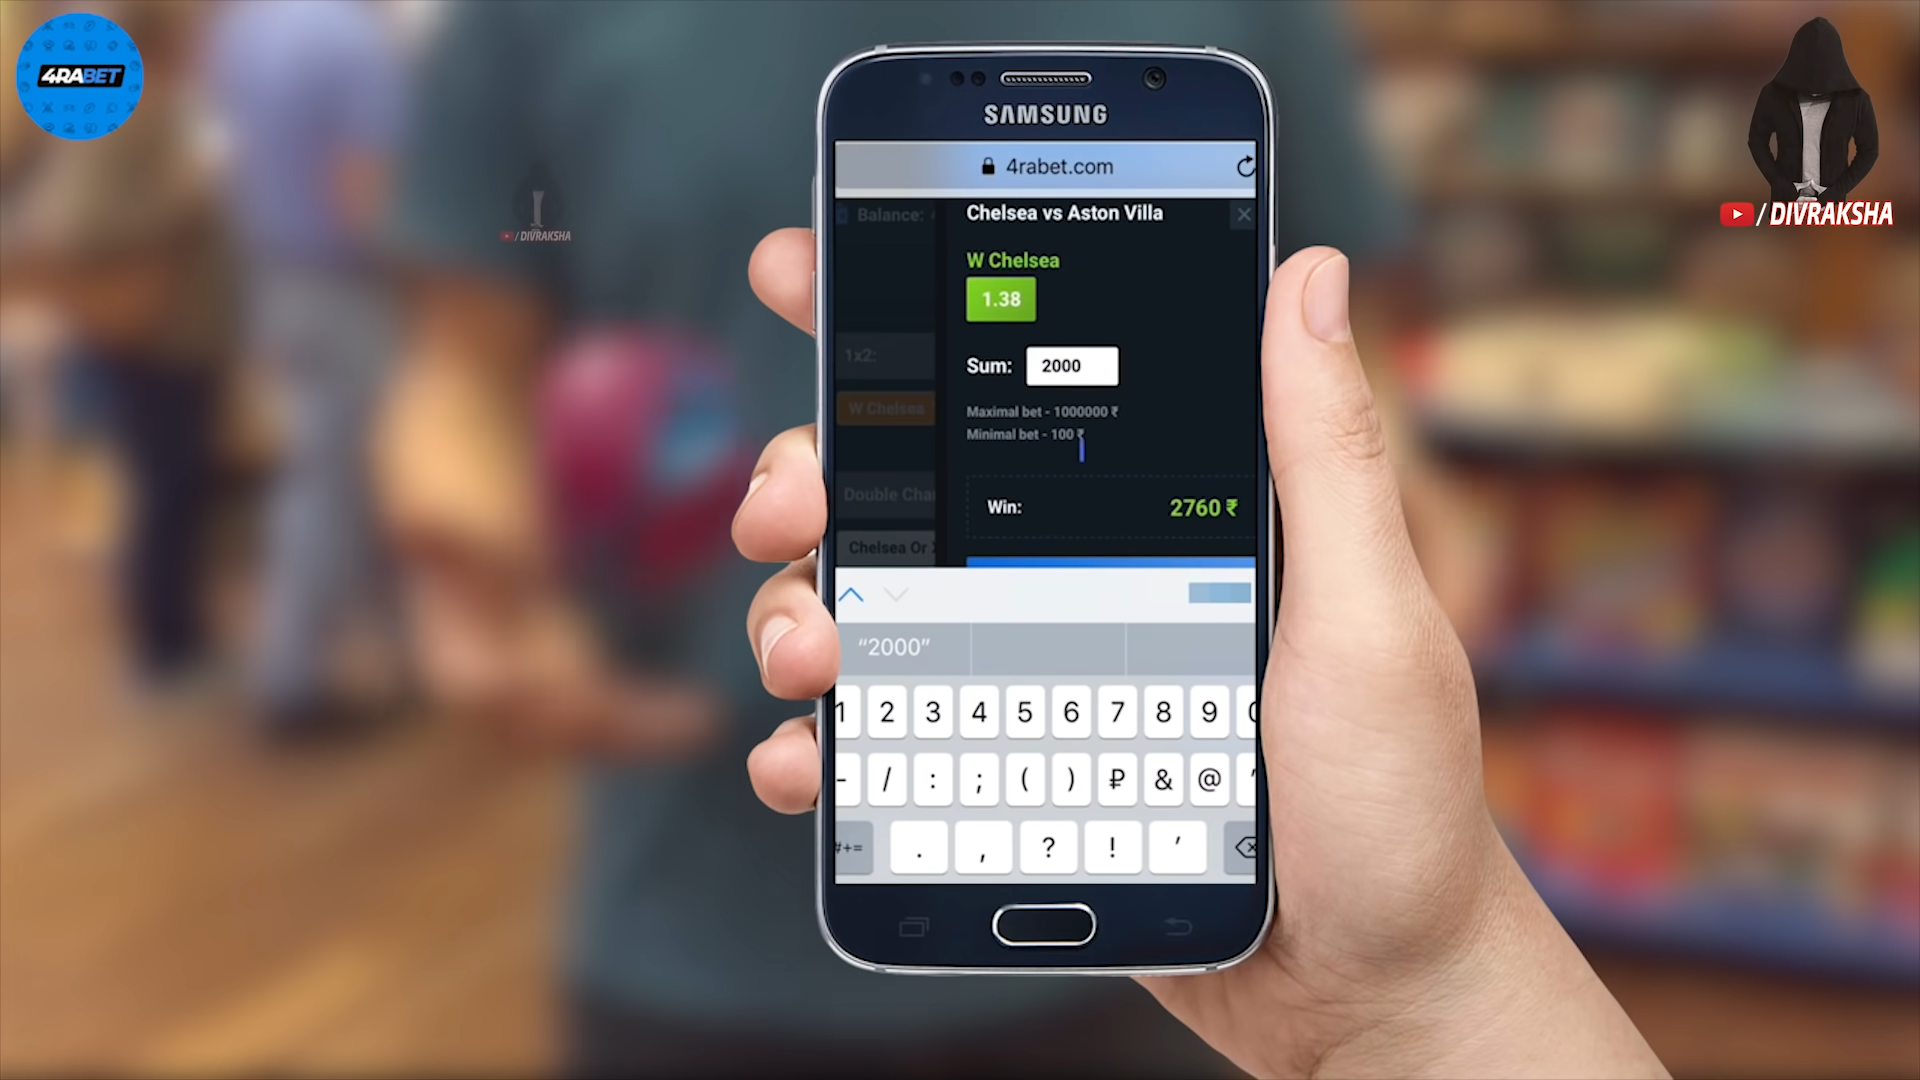 4RABET
/ DIVRAKSHA
/ DIVRAKSHA
SAMSUNG
4rabet.com
Balance:
Chelsea vs Aston Villa
W Chelsea
1.38
1x2:
Sum: 2000
W Chelsea
Maximal bet - 1000000 ₹
Minimal bet - 100 ₹
Double Cha
Win: 2760 ₹
Chelsea Or
“2000”
1 2 3 4 5 6 7 8 9 0
- / : ; ( ) ₽ & @ "
#+= . , ? ! '